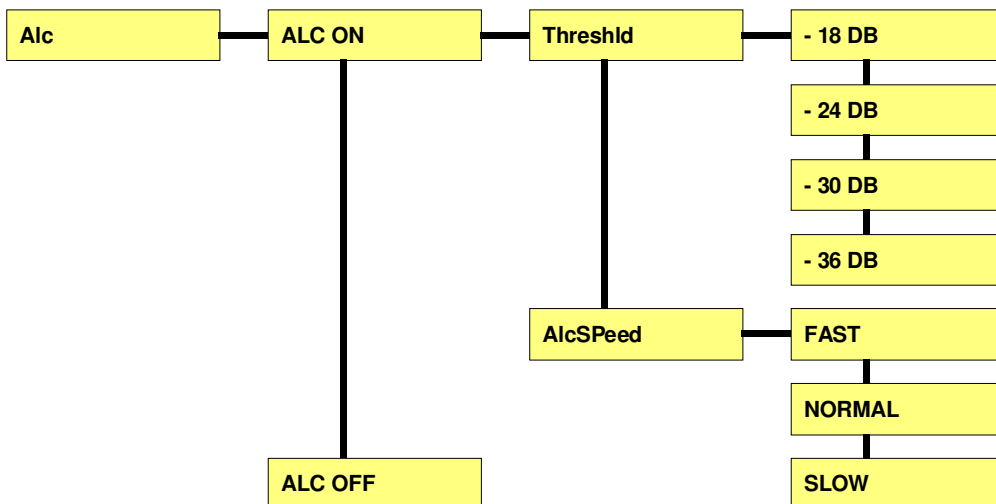 Alc
ALC ON
Threshld
- 18 DB
- 24 DB
- 30 DB
- 36 DB
AlcSPeed
FAST
NORMAL
ALC OFF
SLOW